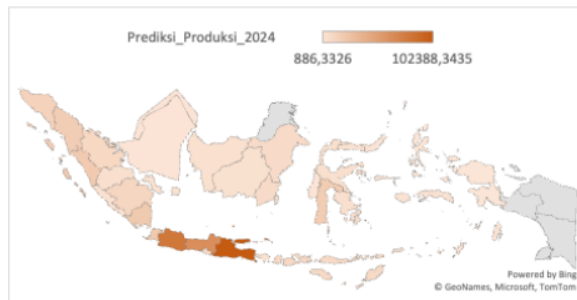 Prediksi_Produksi_2024
886,3326 102388,3435
Powered by Bing
© GeoNames, Microsoft, TomTom